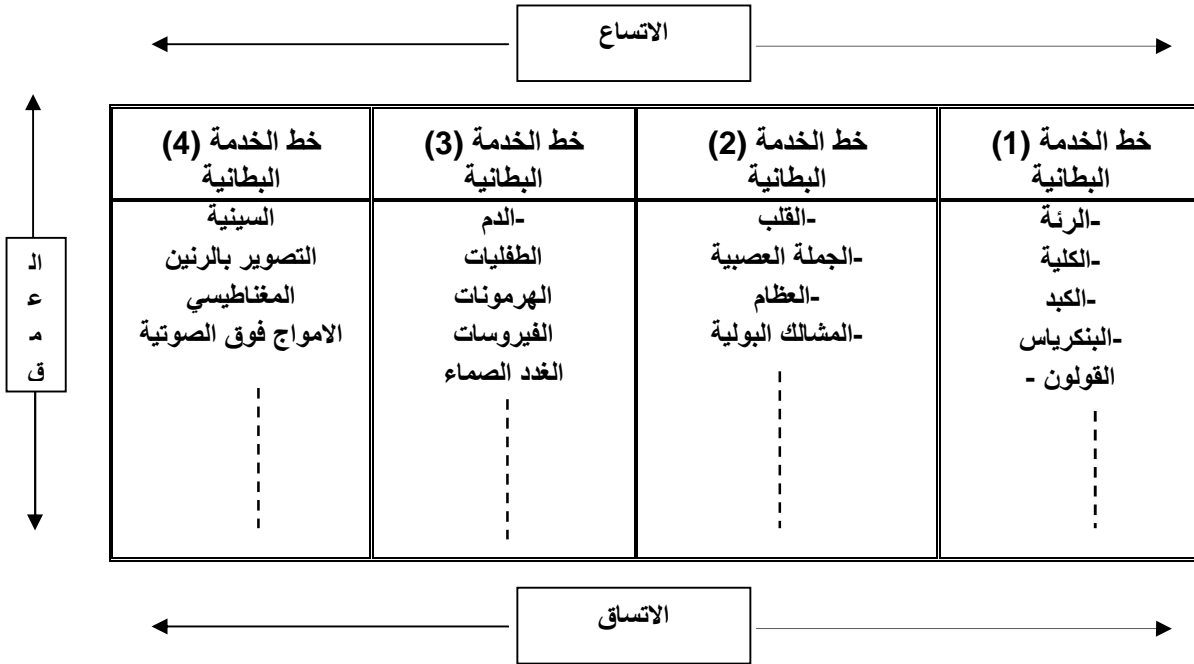 الاتساع
خط الخدمة (1)
البطانية
-الرئة
-الكلية
-الكبد
-البنكرياس
القولون -
خط الخدمة (2)
البطانية
-القلب
-الجملة العصبية
-العظام
-المشالك البولية
خط الخدمة (3)
البطانية
-الدم
الطفليات
الهرمونات
الفيروسات
الغدد الصماء
خط الخدمة (4)
البطانية
السينية
التصوير بالرنين
المغناطيسي
الامواج فوق الصوتية
الـ
ع
مـ
ق
الاتساق